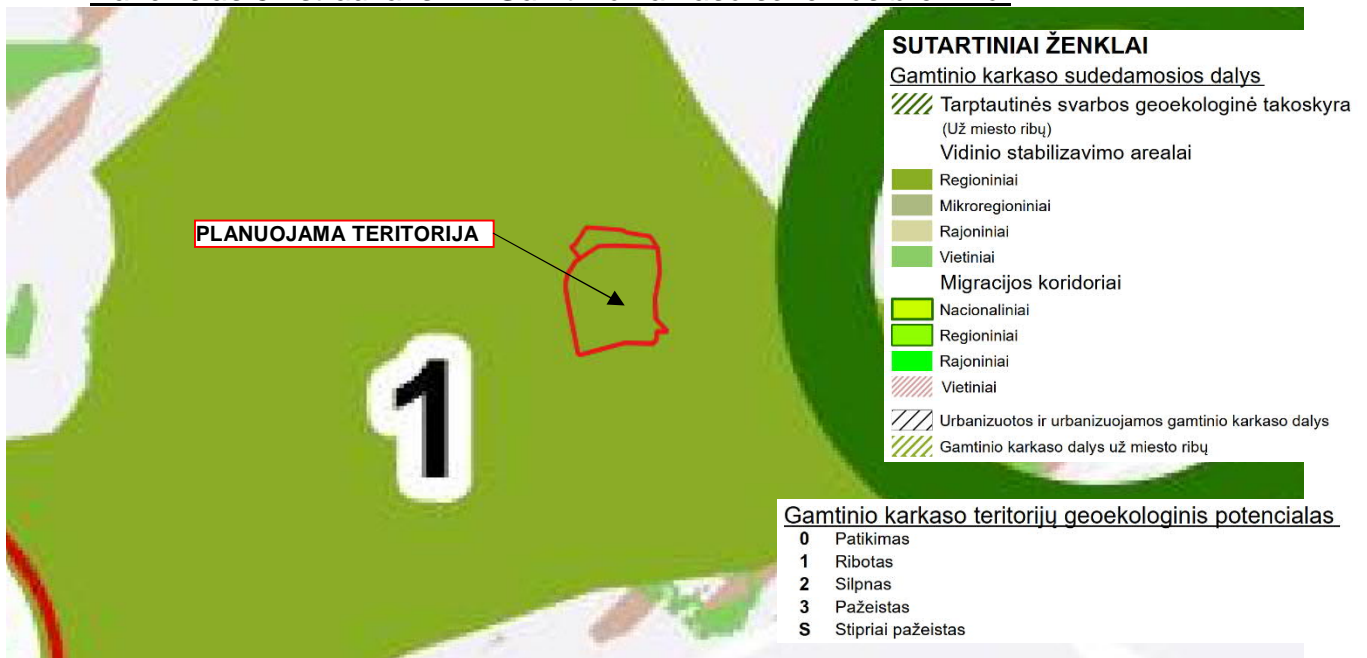 SUTARTINIAI ŽENKLAI
Gamtinio karkaso sudedamosios dalys
Tarptautinės svarbos geoekologinė takoskyra
(Už miesto ribų)
Vidinio stabilizavimo arealai
Regioniniai
Mikroregioniniai
Rajoniniai
Vietiniai
Migracijos koridoriai
Nacionaliniai
Regioniniai
Rajoniniai
Vietiniai
Urbanizuotos ir urbanizuojamos gamtinio karkaso dalys
Gamtinio karkaso dalys už miesto ribų
PLANUOJAMA TERITORIJA
1
Gamtinio karkaso teritorijų geoekologinis potencialas
0 Patikimas
1 Ribotas
2 Silpnas
3 Pažeistas
S Stipriai pažeistas